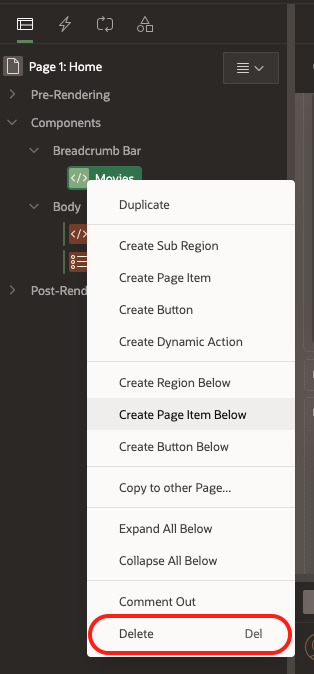 Page 1: Home
Pre-Rendering
Components
Breadcrumb Bar
</> Movies
Duplicate
Body
</>
Create Sub Region
Create Page Item
Post-Rend
Create Button
Create Dynamic Action
Create Region Below
Create Page Item Below
Create Button Below
Copy to other Page...
Expand All Below
Collapse All Below
Comment Out
Delete Del